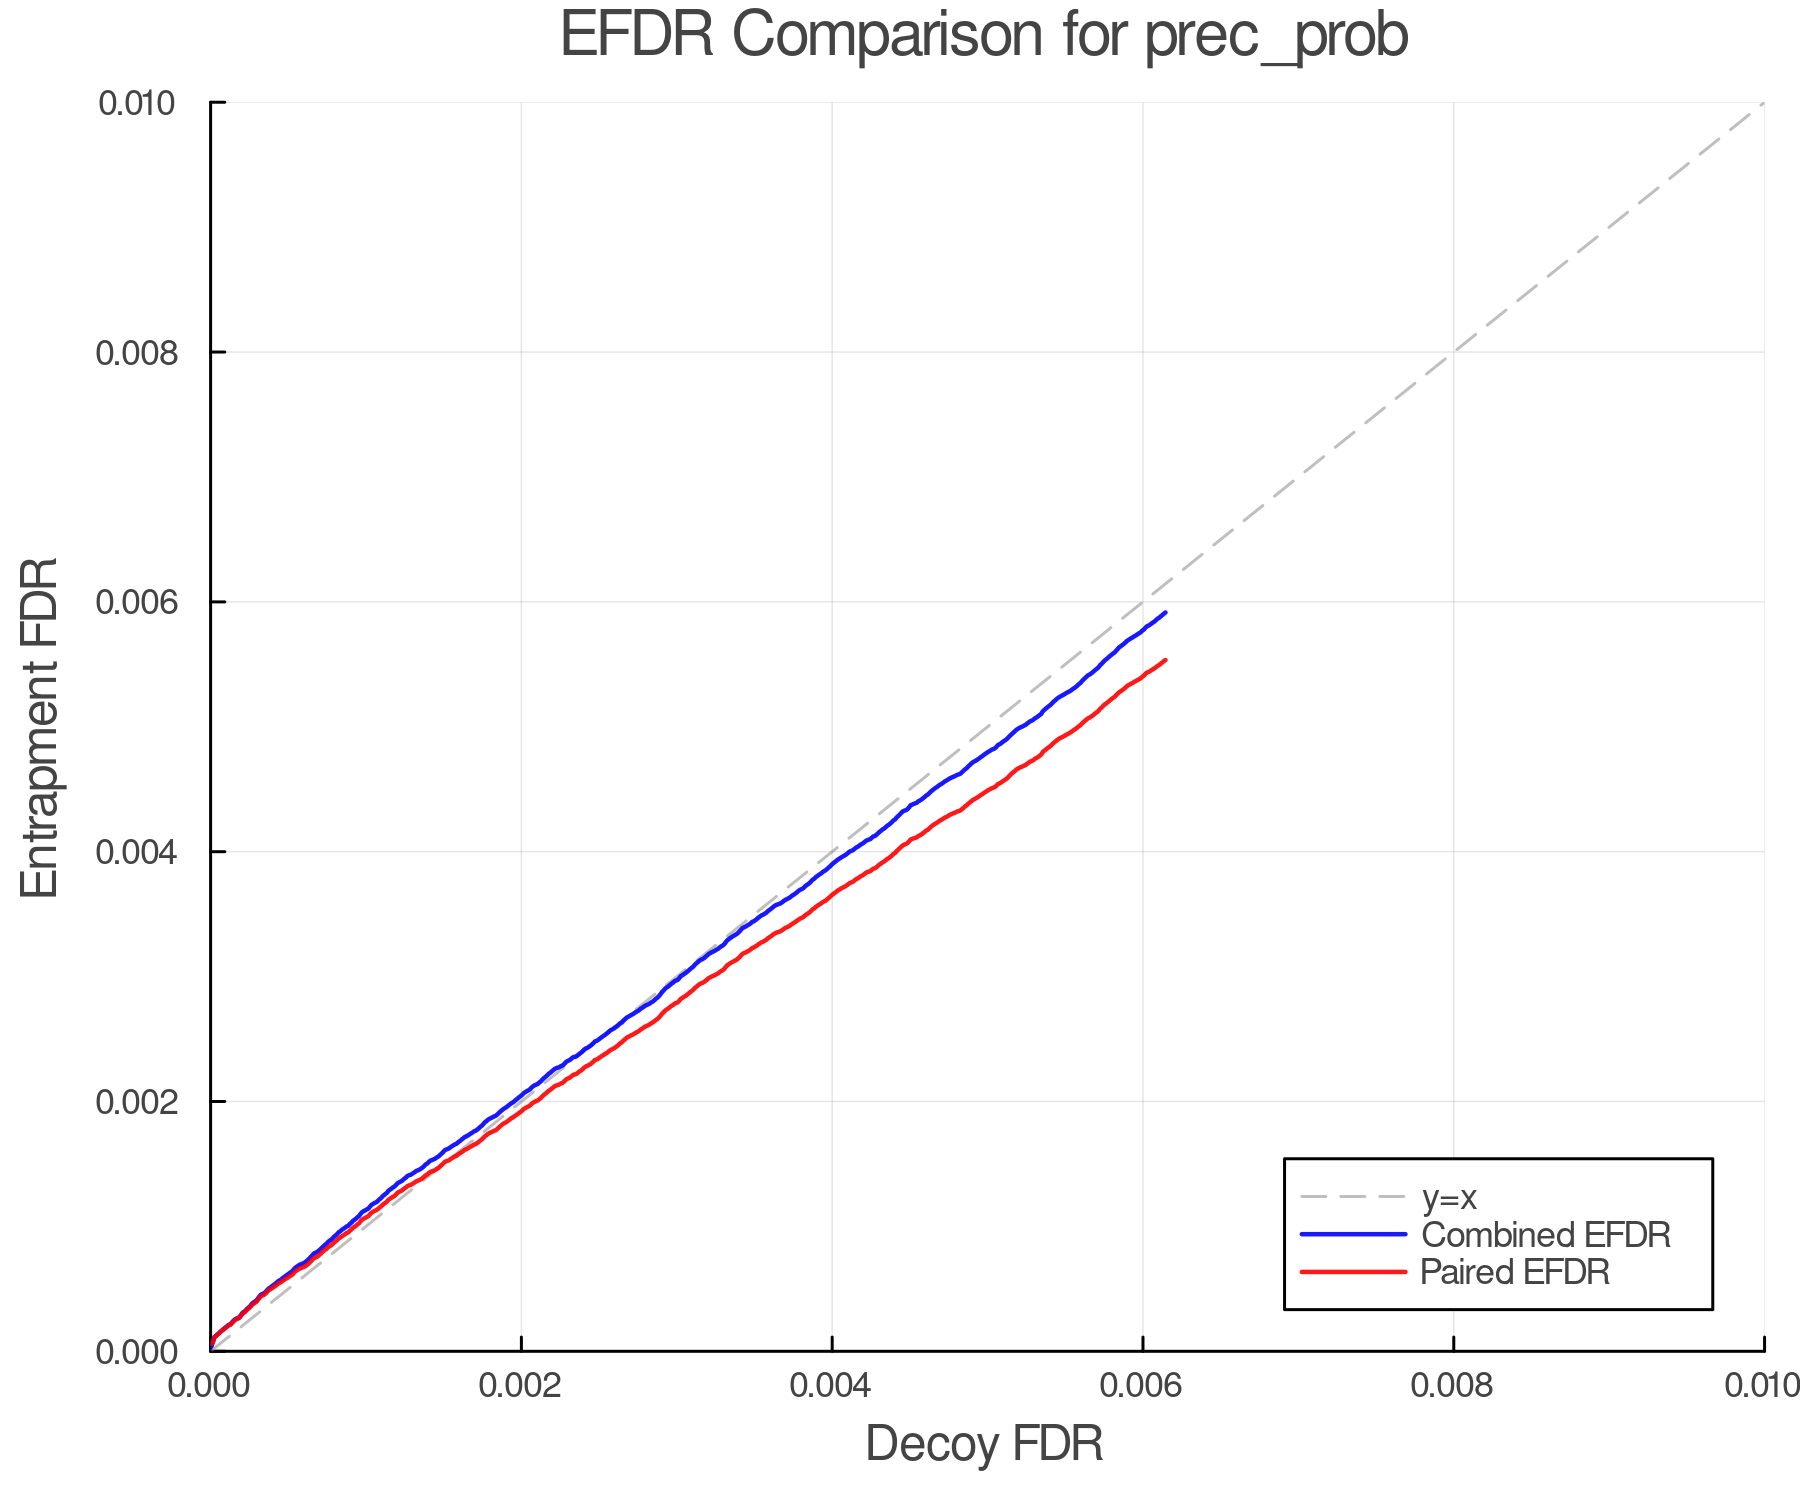 EFDR Comparison for prec_prob
0.010
0.008
0.006
0.004
0.002
0.000
Entrapment FDR
y=x
Combined EFDR
Paired EFDR
0.000 0.002 0.004 0.006 0.008 0.010
Decoy FDR